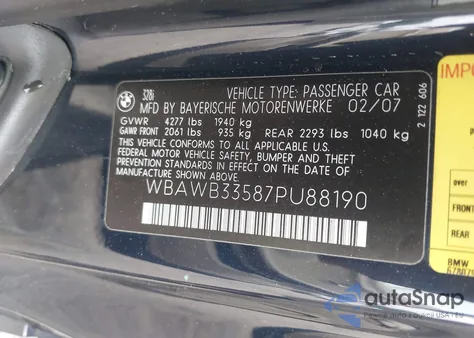 328i
VEHICLE TYPE: PASSENGER CAR
MFD BY BAYERISCHE MOTORENWERKE 02/07
GVWR 4277 lbs 1940 kg
GAWR FRONT 2061 lbs 935 kg REAR 2293 lbs 1040 kg
THIS VEHICLE CONFORMS TO ALL APPLICABLE U.S.
FEDERAL MOTOR VEHICLE SAFETY, BUMPER AND THEFT
PREVENTION STANDARDS IN EFFECT ON THE DATE OF
MANUFACTURE SHOWN ABOVE.
WBAWB33587PU88190
2 122 606
IMPO
over
FRONT
REAR
BMW
autoSnap